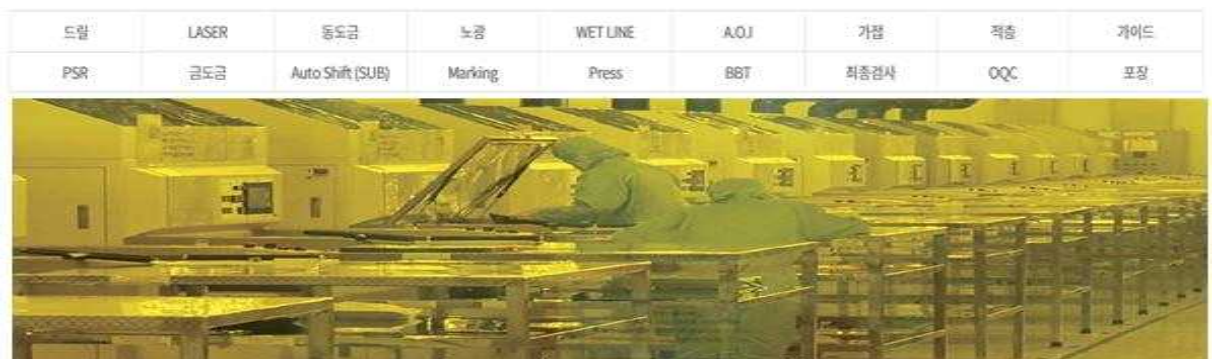 드릴 LASER 동도금 노광 WET LINE A.O.I 가접 적층 가이드
PSR 금도금 Auto Shift (SUB) Marking Press BBT 최종검사 OQC 포장